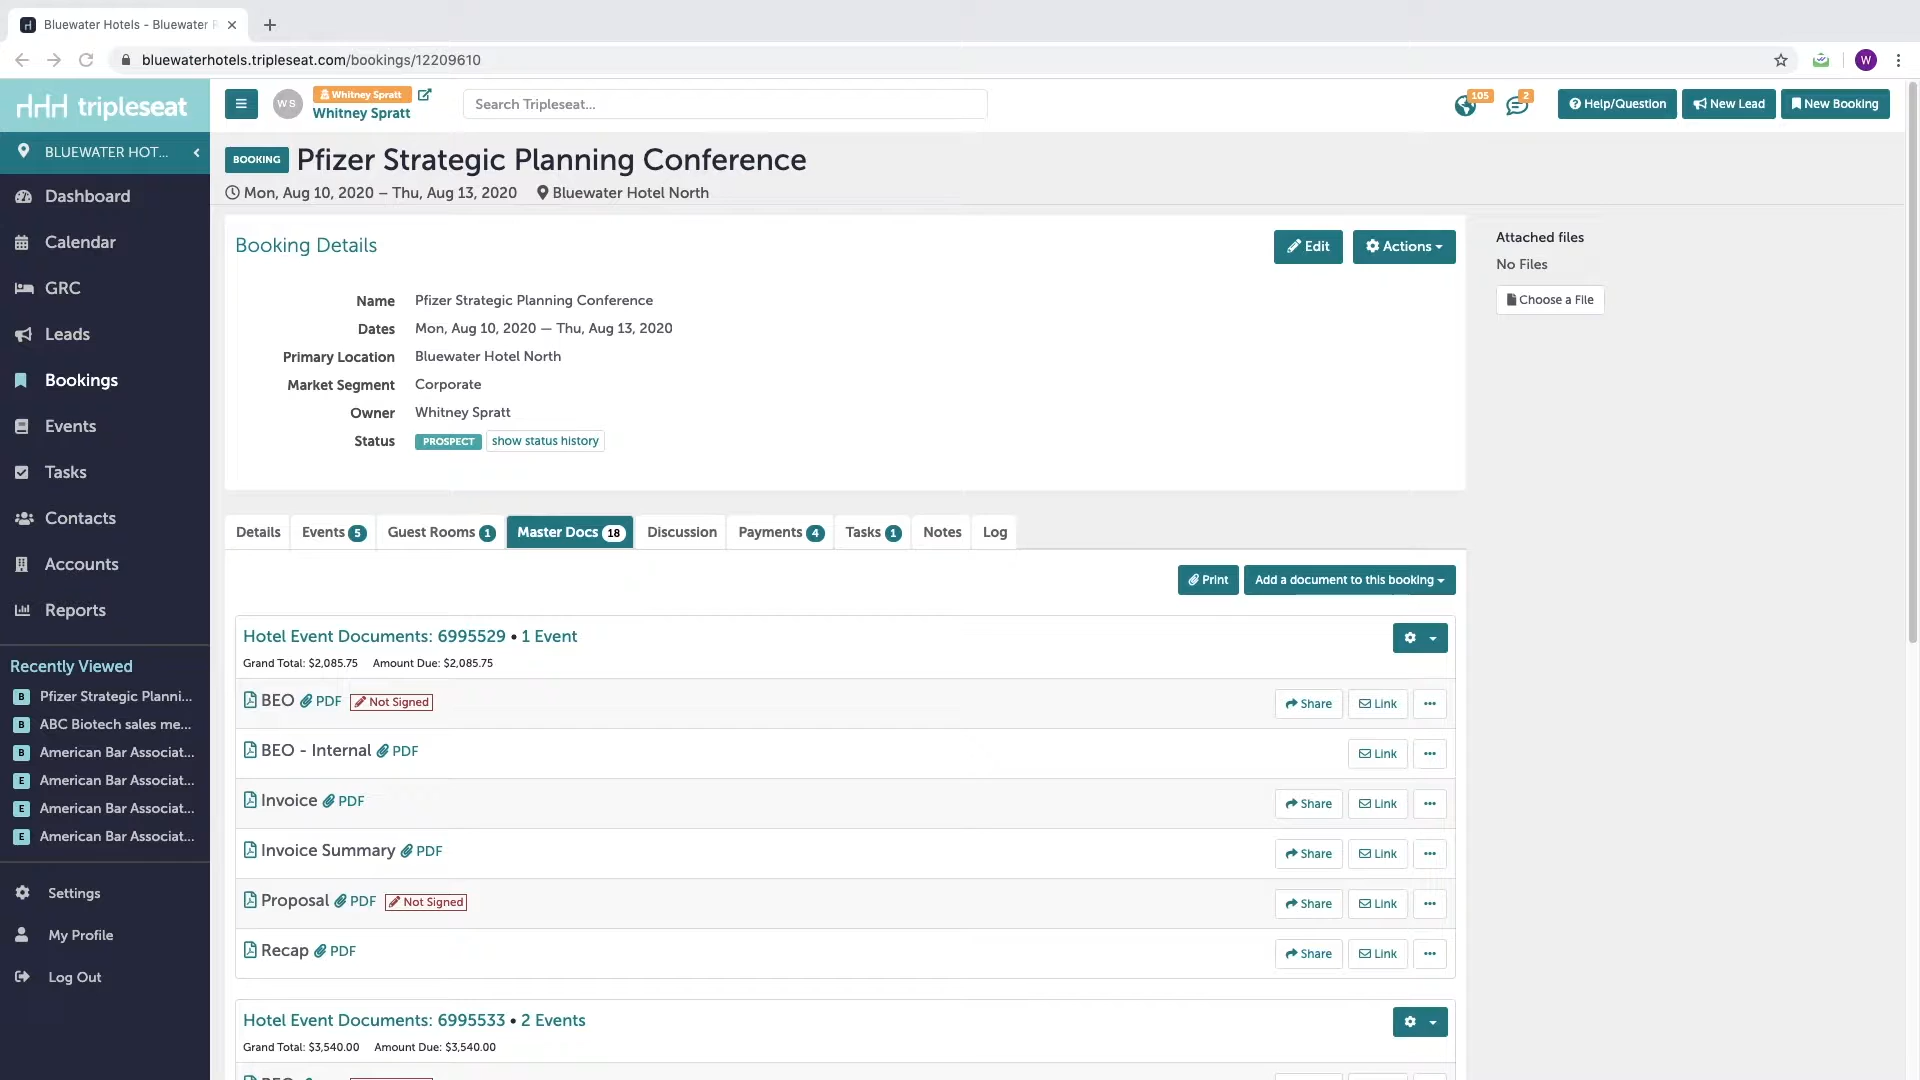 Bluewater Hotels - Bluewater
bluewaterhotels.tripleseat.com/bookings/12209610
W
tripleseat
WS
Whitney Spratt
Whitney Spratt
Search Tripleseat...
105
2
Help/Question
New Lead
New Booking
BLUEWATER HOT...
Dashboard
Calendar
GRC
Leads
Bookings
Events
Tasks
Contacts
Accounts
Reports
Recently Viewed
B Pfizer Strategic Planni...
B ABC Biotech sales me...
B American Bar Associat...
E American Bar Associat...
E American Bar Associat...
E American Bar Associat...
Settings
My Profile
Log Out
BOOKING Pfizer Strategic Planning Conference
Mon, Aug 10, 2020 – Thu, Aug 13, 2020 Bluewater Hotel North
Booking Details
Edit
Actions
Name Pfizer Strategic Planning Conference
Dates Mon, Aug 10, 2020 — Thu, Aug 13, 2020
Primary Location Bluewater Hotel North
Market Segment Corporate
Owner Whitney Spratt
Status PROSPECT show status history
Attached files
No Files
Choose a File
Details Events 5 Guest Rooms 1 Master Docs 18 Discussion Payments 4 Tasks 1 Notes Log
Print Add a document to this booking
Hotel Event Documents: 6995529 • 1 Event
Grand Total: $2,085.75 Amount Due: $2,085.75
BEO PDF Not Signed Share Link ...
BEO - Internal PDF Link ...
Invoice PDF Share Link ...
Invoice Summary PDF Share Link ...
Proposal PDF Not Signed Share Link ...
Recap PDF Share Link ...
Hotel Event Documents: 6995533 • 2 Events
Grand Total: $3,540.00 Amount Due: $3,540.00